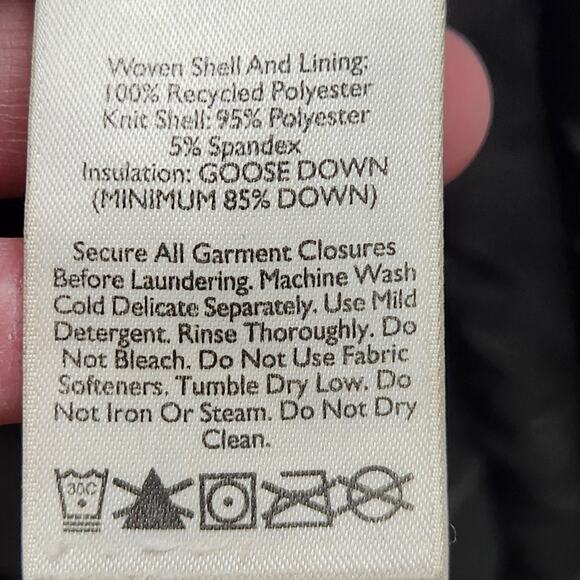 Woven Shell And Lining:
100% Recycled Polyester
Knit Shell: 95% Polyester
5% Spandex
Insulation: GOOSE DOWN
(MINIMUM 85% DOWN)
Secure All Garment Closures
Before Laundering. Machine Wash
Cold Delicate Separately. Use Mild
Detergent. Rinse Thoroughly. Do
Not Bleach. Do Not Use Fabric
Softeners. Tumble Dry Low. Do
Not Iron Or Steam. Do Not Dry
Clean.
30C